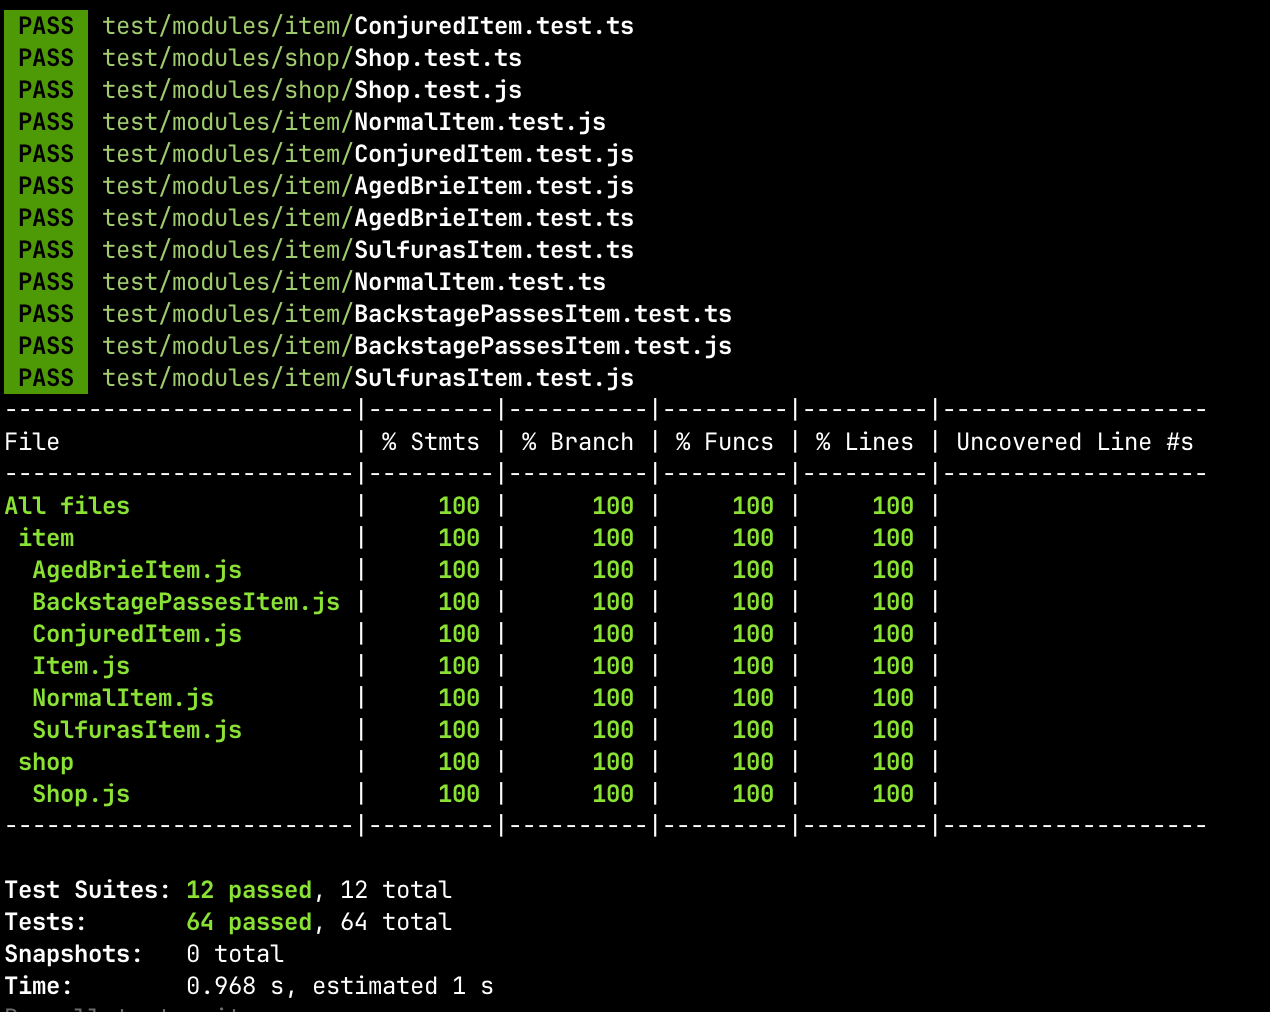 PASS test/modules/item/ConjuredItem.test.ts
PASS test/modules/shop/Shop.test.ts
PASS test/modules/shop/Shop.test.js
PASS test/modules/item/NormalItem.test.js
PASS test/modules/item/ConjuredItem.test.js
PASS test/modules/item/AgedBrieItem.test.js
PASS test/modules/item/AgedBrieItem.test.ts
PASS test/modules/item/SulfurasItem.test.ts
PASS test/modules/item/NormalItem.test.ts
PASS test/modules/item/BackstagePassesItem.test.ts
PASS test/modules/item/BackstagePassesItem.test.js
PASS test/modules/item/SulfurasItem.test.js
-------------------------|---------|----------|---------|---------|-------------------
File                     | % Stmts | % Branch | % Funcs | % Lines | Uncovered Line #s
-------------------------|---------|----------|---------|---------|-------------------
All files                |     100 |      100 |     100 |     100 |
 item                    |     100 |      100 |     100 |     100 |
  AgedBrieItem.js        |     100 |      100 |     100 |     100 |
  BackstagePassesItem.js |     100 |      100 |     100 |     100 |
  ConjuredItem.js        |     100 |      100 |     100 |     100 |
  Item.js                |     100 |      100 |     100 |     100 |
  NormalItem.js          |     100 |      100 |     100 |     100 |
  SulfurasItem.js        |     100 |      100 |     100 |     100 |
 shop                    |     100 |      100 |     100 |     100 |
  Shop.js                |     100 |      100 |     100 |     100 |
-------------------------|---------|----------|---------|---------|-------------------
Test Suites: 12 passed, 12 total
Tests:       64 passed, 64 total
Snapshots:   0 total
Time:        0.968 s, estimated 1 s